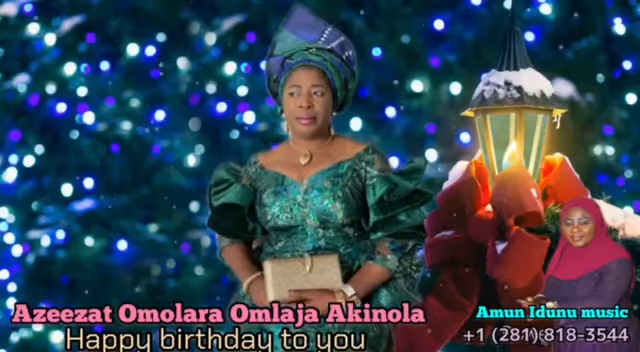 Azeezat Omolara Omlaja Akinola
Happy birthday to you
Amun Idunu music
+1 (281) 818-3544